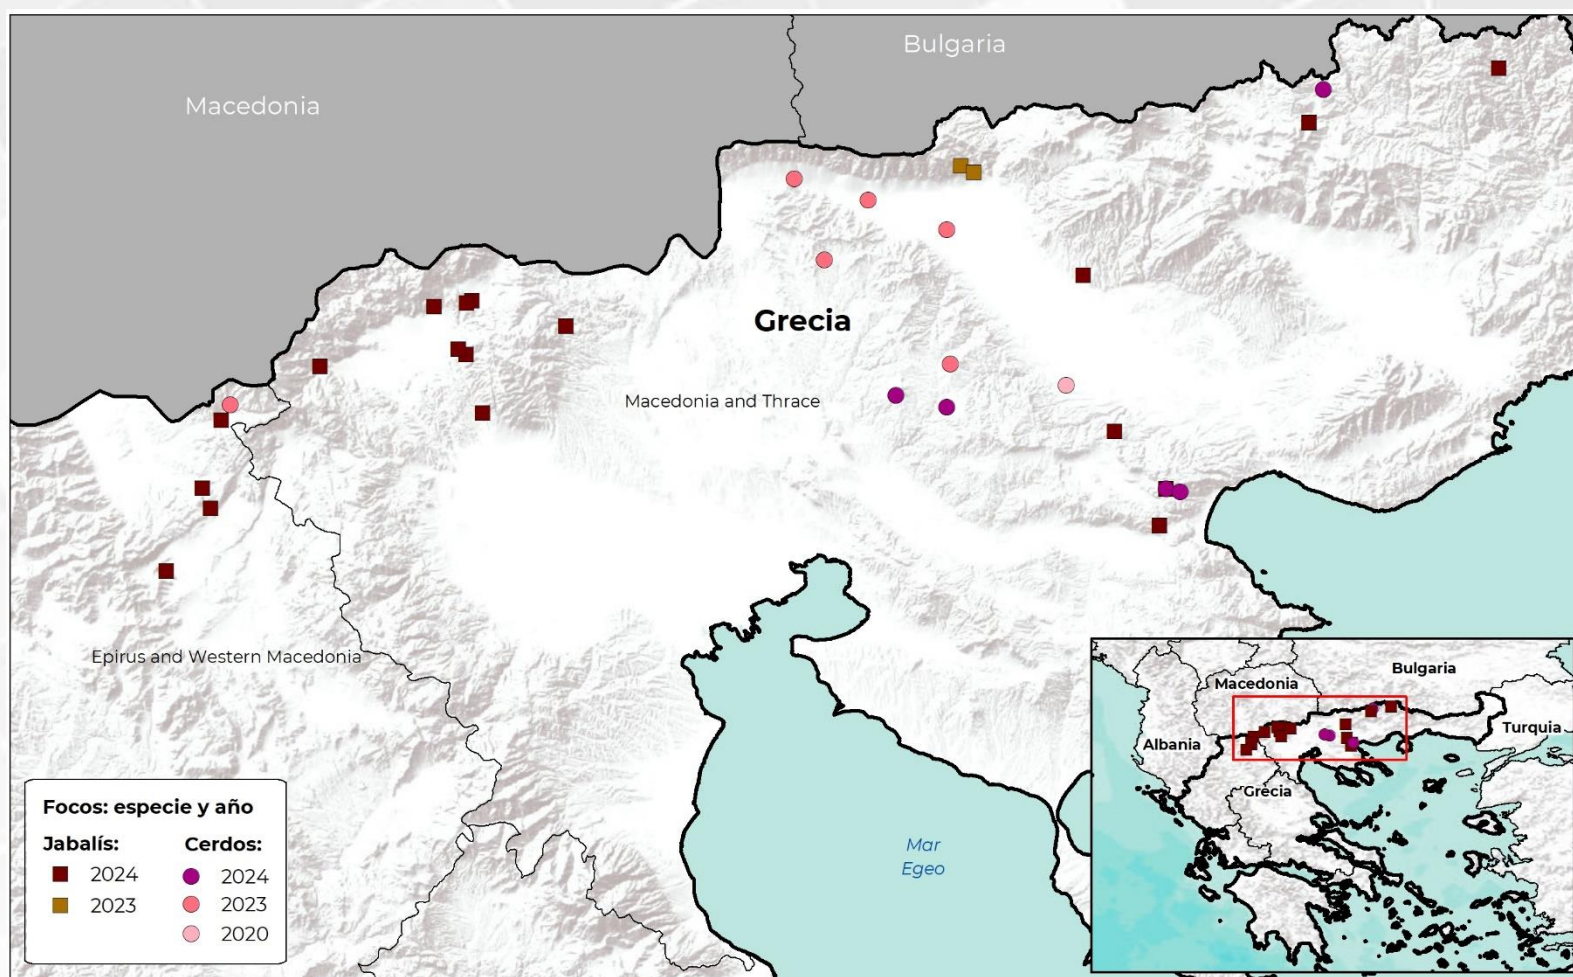 Bulgaria
Macedonia
Grecia
Macedonia and Thrace
Epirus and Western Macedonia
Mar
Egeo
Focos: especie y año
Jabalís:
2024
2023
Cerdos:
2024
2023
2020
Bulgaria
Macedonia
Turquia
Albania
Grecia